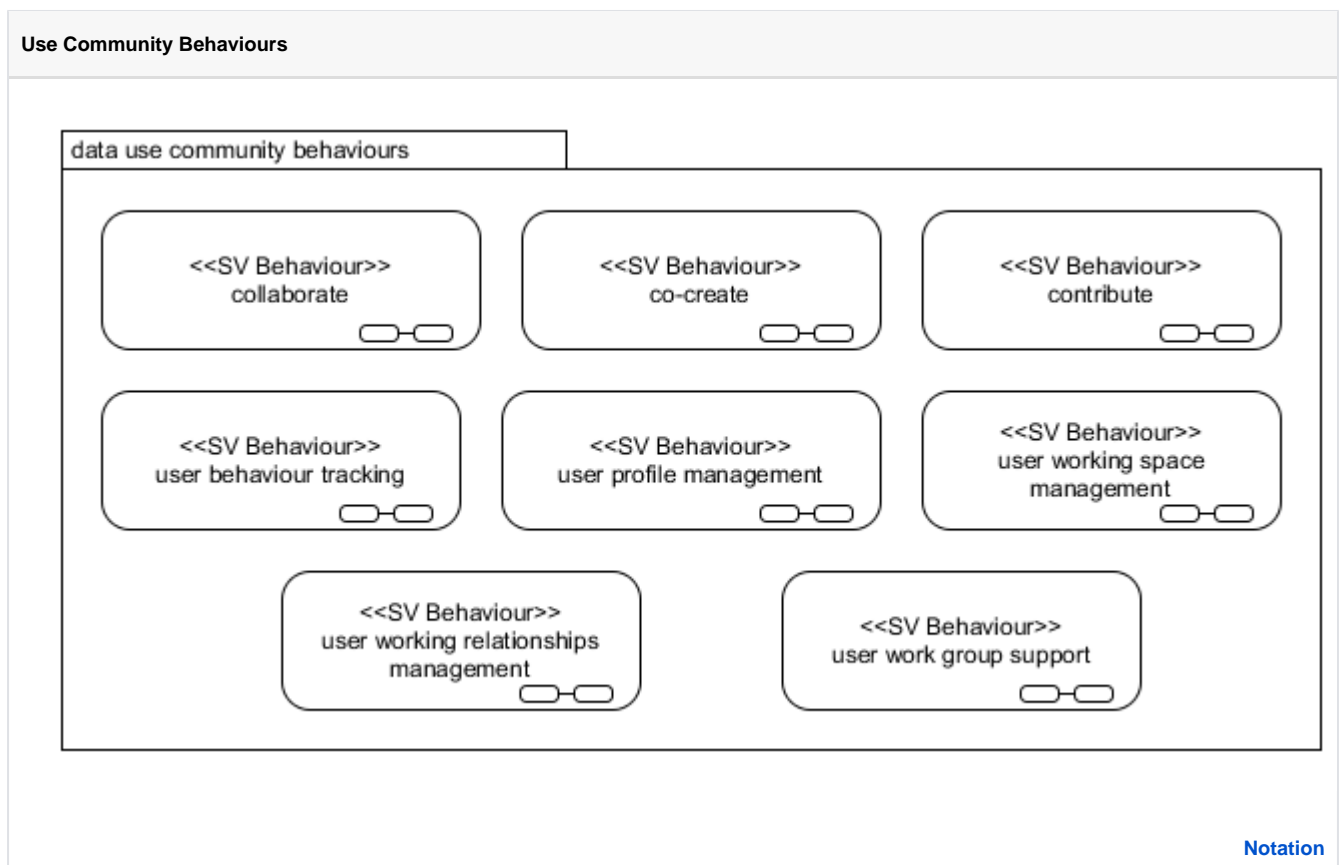 Use Community Behaviours
data use community behaviours
<<SV Behaviour>>
collaborate
<<SV Behaviour>>
co-create
<<SV Behaviour>>
contribute
<<SV Behaviour>>
user behaviour tracking
<<SV Behaviour>>
user profile management
<<SV Behaviour>>
user working space
management
<<SV Behaviour>>
user working relationships
management
<<SV Behaviour>>
user work group support
Notation